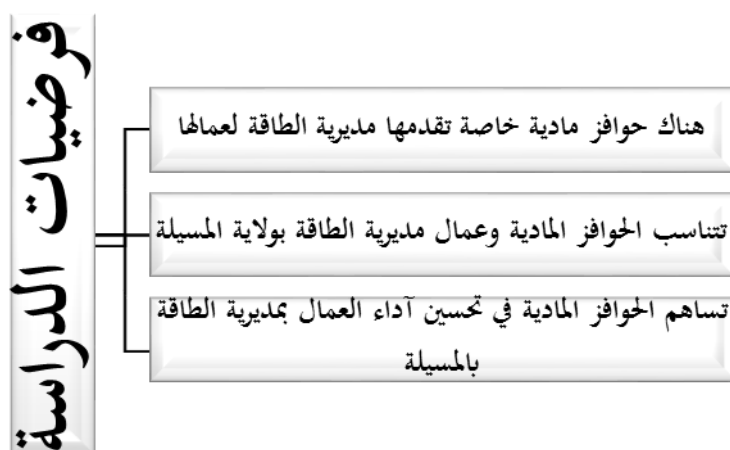 فرضيات الدراسة
هناك حوافز مادية خاصة تقدمها مديرية الطاقة لعمالها
تتناسب الحوافز المادية وعمال مديرية الطاقة بولاية المسيلة
تساهم الحوافز المادية في تحسين آداء العمال بمديرية الطاقة
بالمسيلة